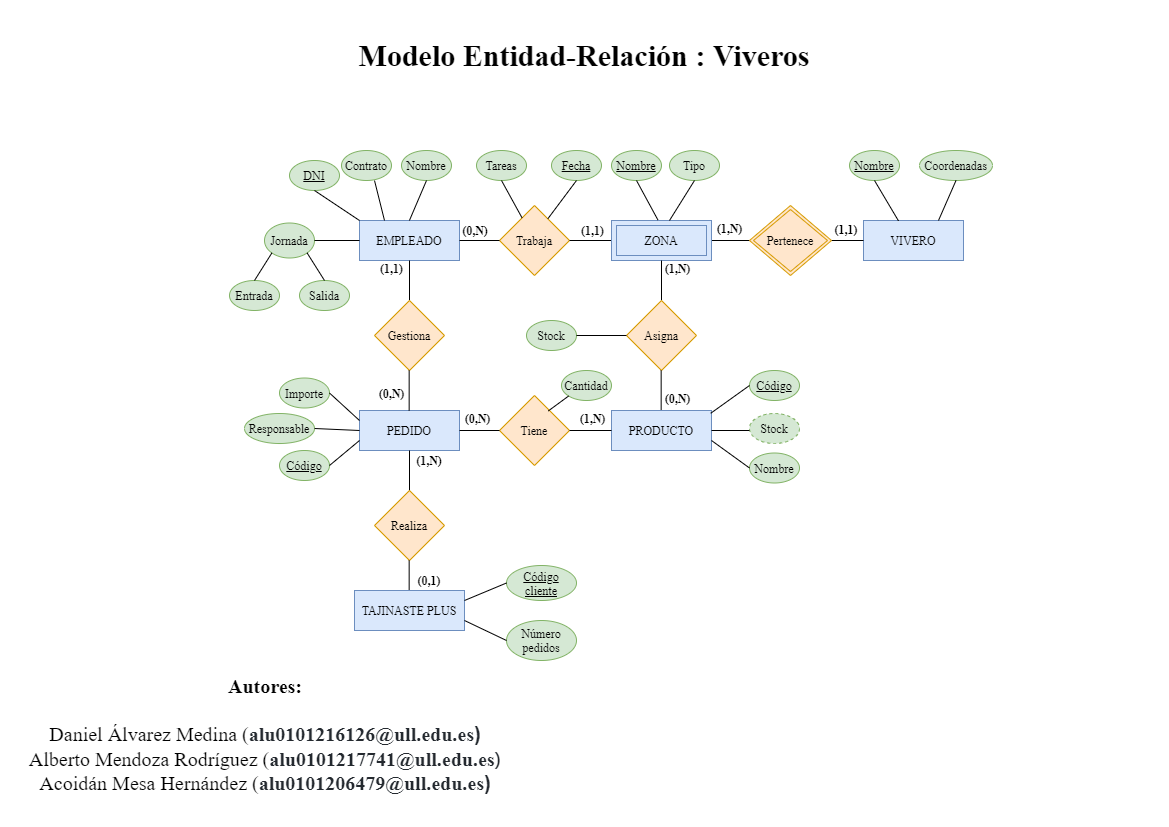 Modelo Entidad-Relación : Viveros
DNI
Contrato
Nombre
Tareas
Fecha
Nombre
Tipo
Nombre
Coordenadas
Jornada
EMPLEADO
(0,N)
Trabaja
(1,1)
ZONA
(1,N)
Pertenece
(1,1)
VIVERO
(1,1)
(1,N)
Entrada
Salida
Gestiona
Stock
Asigna
Importe
(0,N)
Cantidad
(0,N)
Código
Responsable
PEDIDO
(0,N)
Tiene
(1,N)
PRODUCTO
Stock
Código
(1,N)
Nombre
Realiza
(0,1)
Código
cliente
TAJINASTE PLUS
Número
pedidos
Autores:
Daniel Álvarez Medina (alu0101216126@ull.edu.es)
Alberto Mendoza Rodríguez (alu0101217741@ull.edu.es)
Acoidán Mesa Hernández (alu0101206479@ull.edu.es)